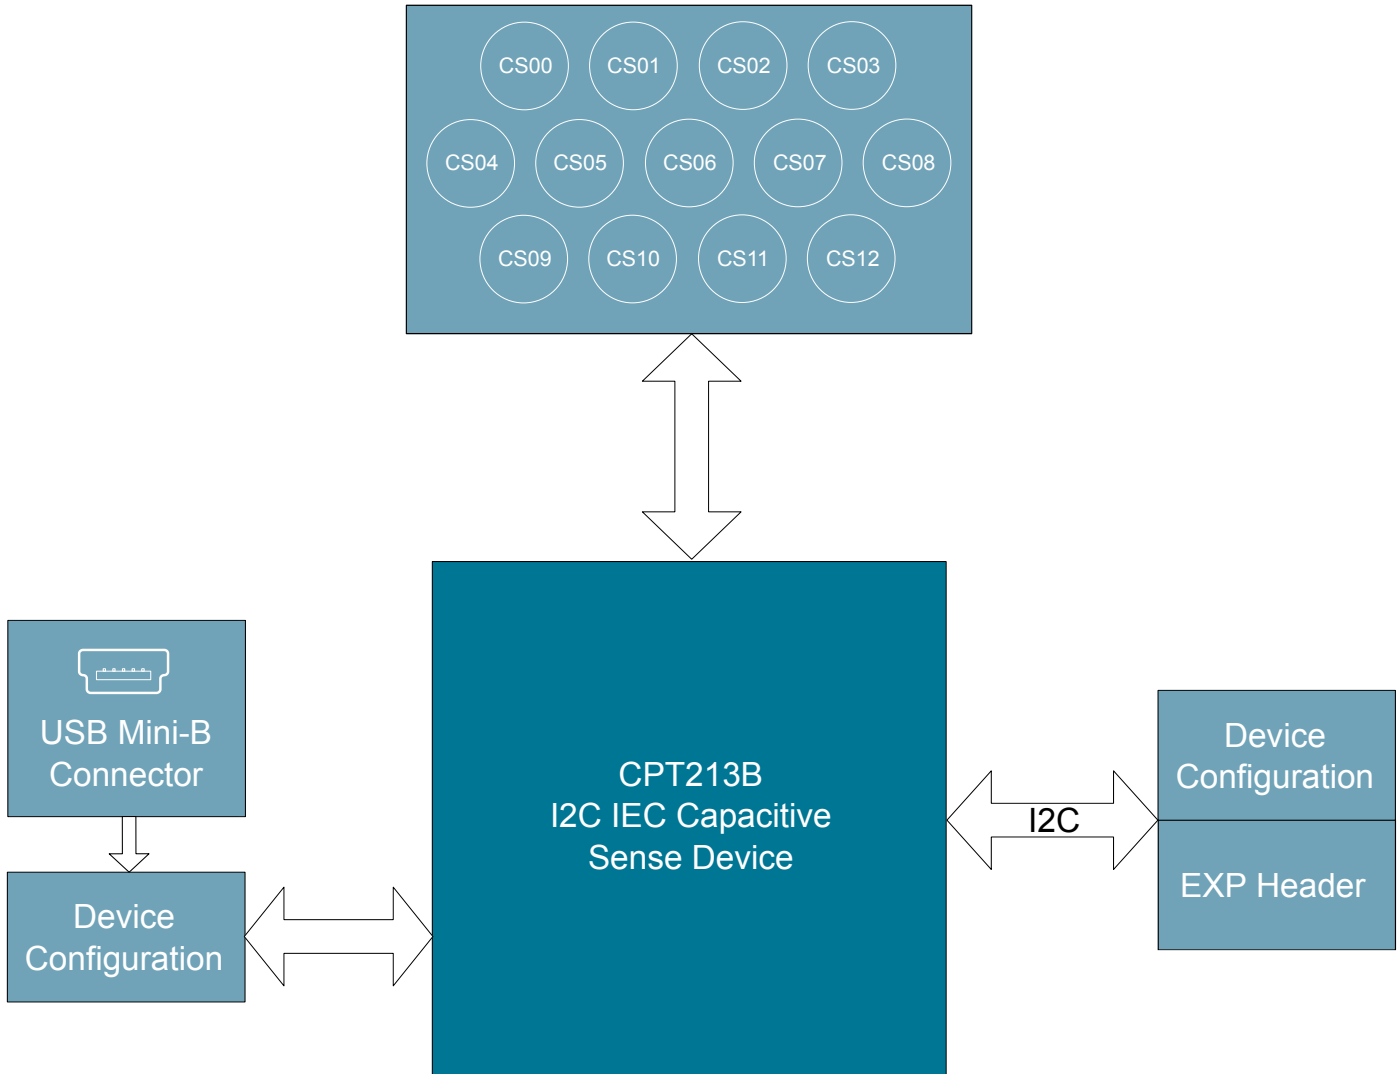 CS00 CS01 CS02 CS03
CS04 CS05 CS06 CS07 CS08
CS09 CS10 CS11 CS12
USB Mini-B
Connector
Device
Configuration
CPT213B
I2C IEC Capacitive
Sense Device
I2C
Device
Configuration
EXP Header